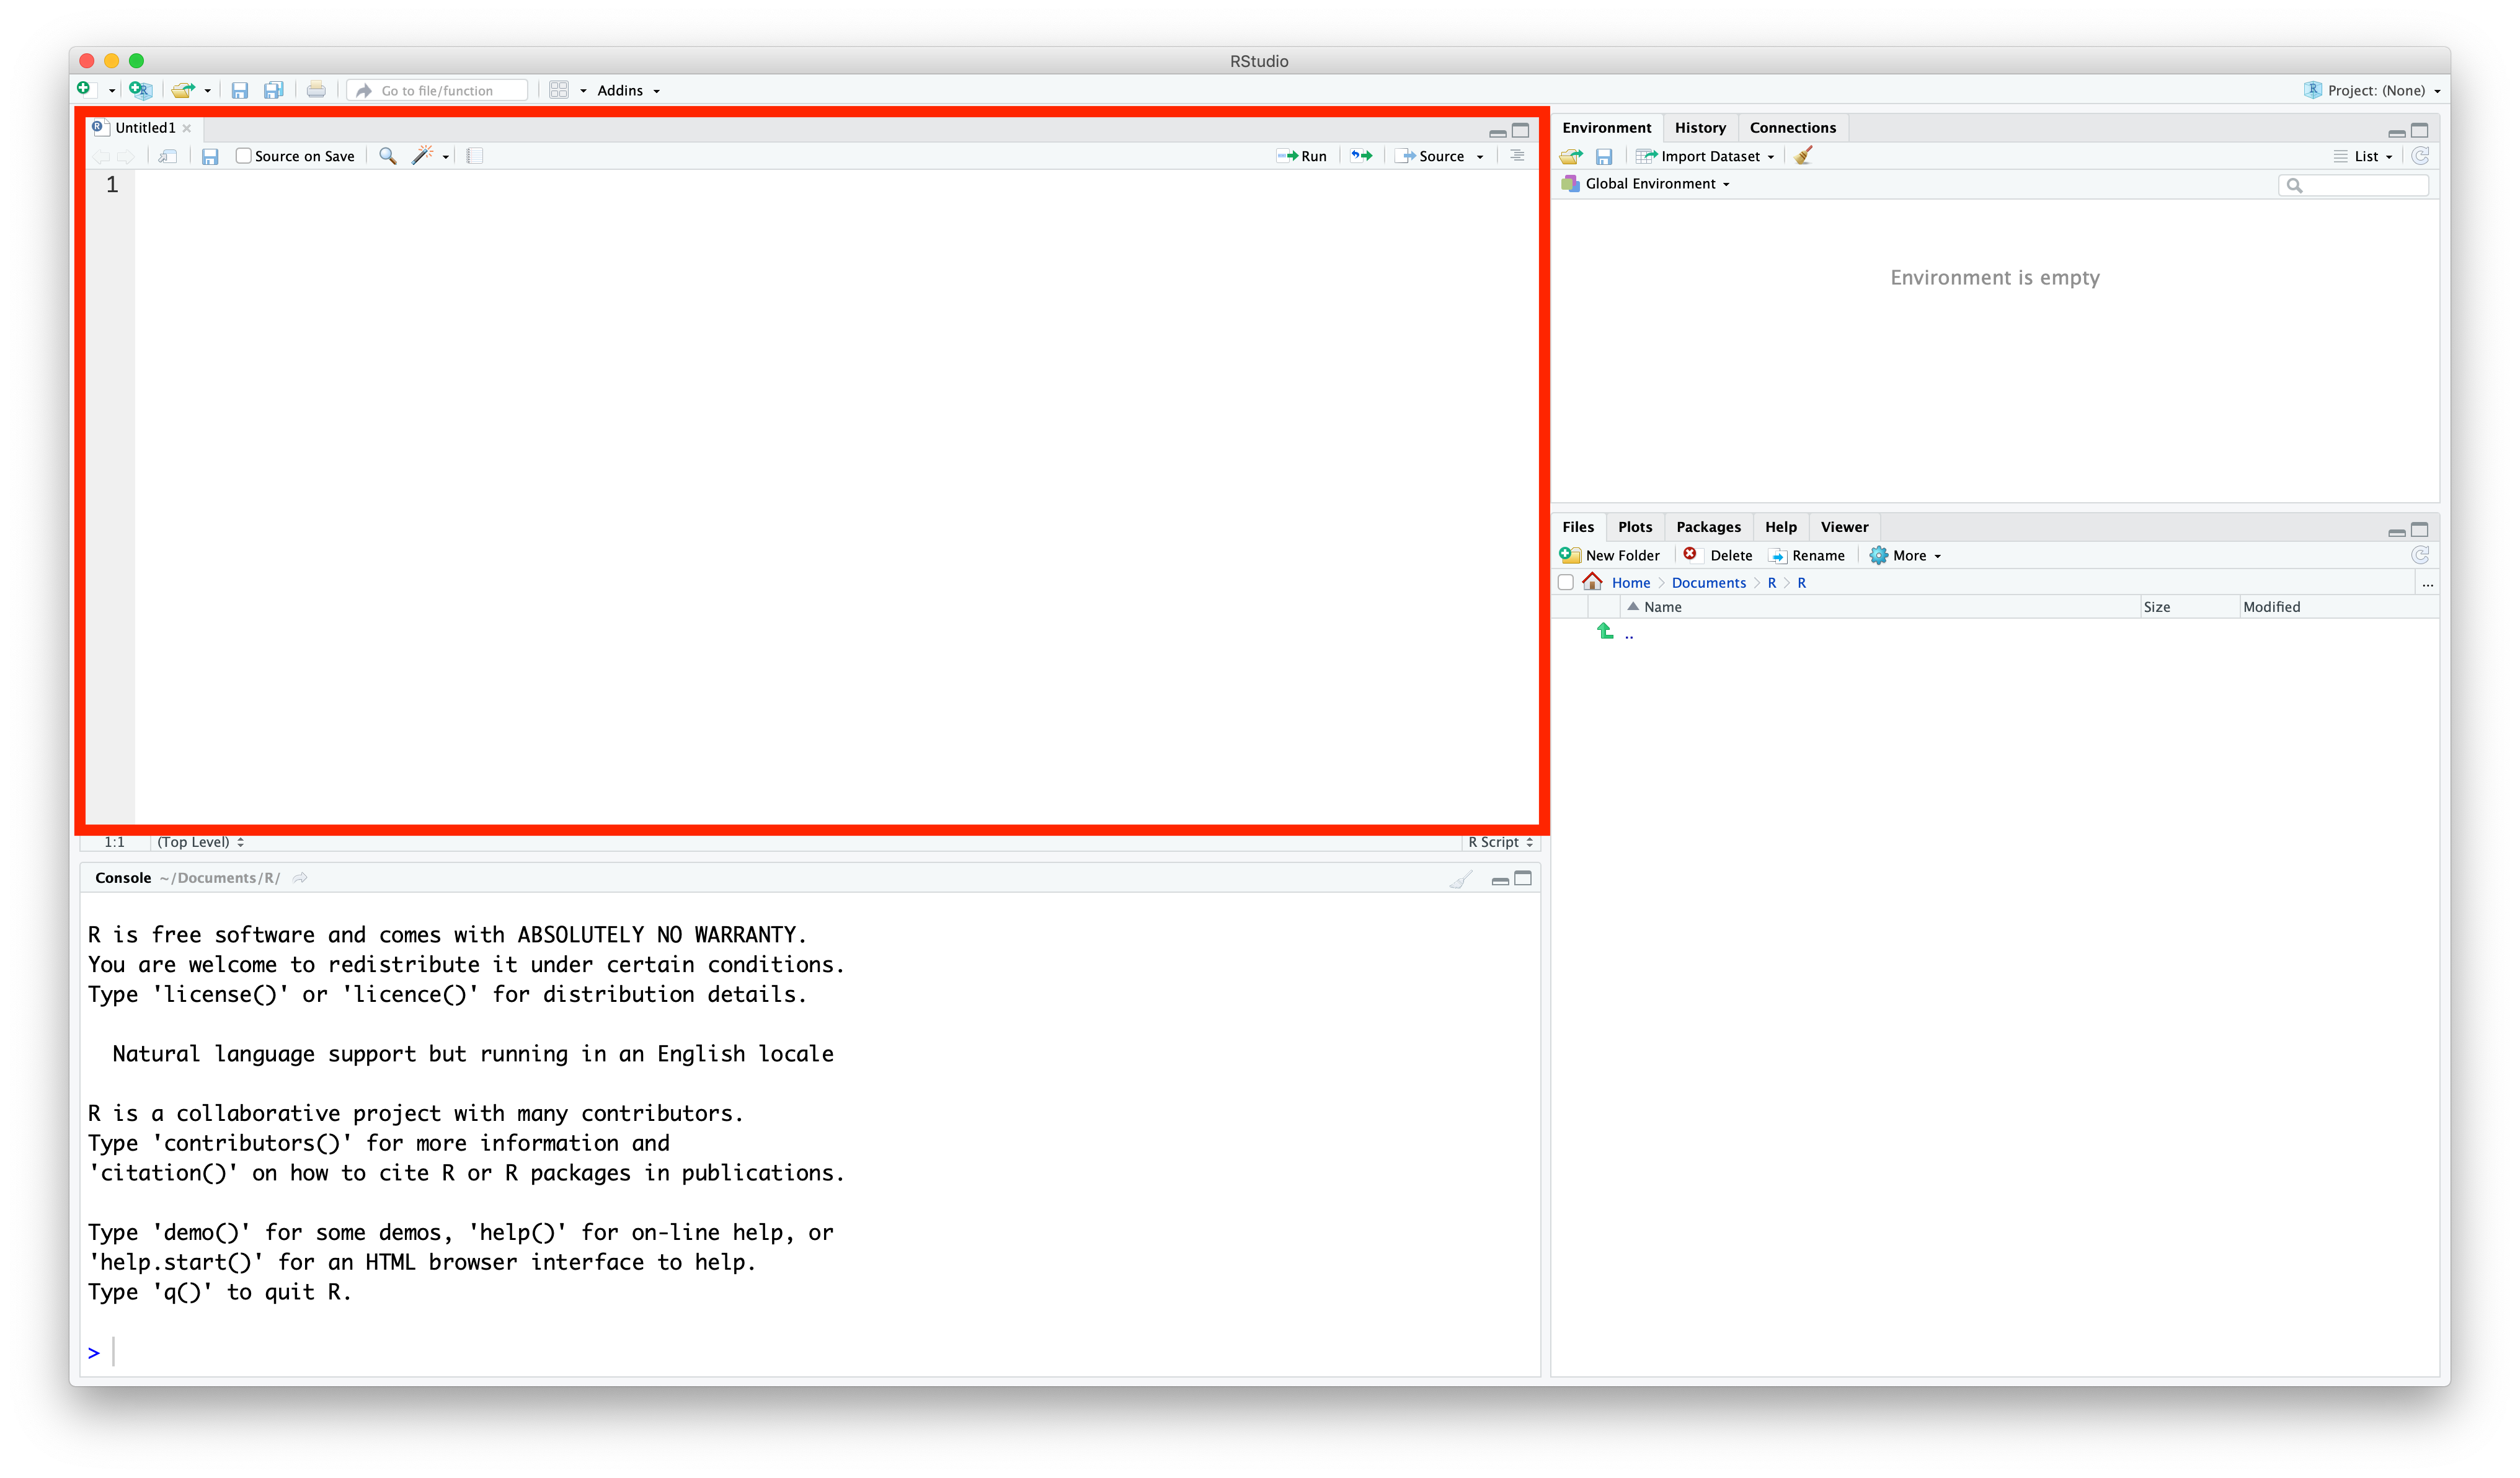 RStudio
Go to file/function Addins Project: (None)
Untitled1
Source on Save Run Source
1
1:1 (Top Level) R Script
Console ~/Documents/R/
R is free software and comes with ABSOLUTELY NO WARRANTY.
You are welcome to redistribute it under certain conditions.
Type 'license()' or 'licence()' for distribution details.
Natural language support but running in an English locale
R is a collaborative project with many contributors.
Type 'contributors()' for more information and
'citation()' on how to cite R or R packages in publications.
Type 'demo()' for some demos, 'help()' for on-line help, or
'help.start()' for an HTML browser interface to help.
Type 'q()' to quit R.
>
Environment History Connections
Import Dataset List
Global Environment
Environment is empty
Files Plots Packages Help Viewer
New Folder Delete Rename More
Home Documents R R ...
Name Size Modified
..